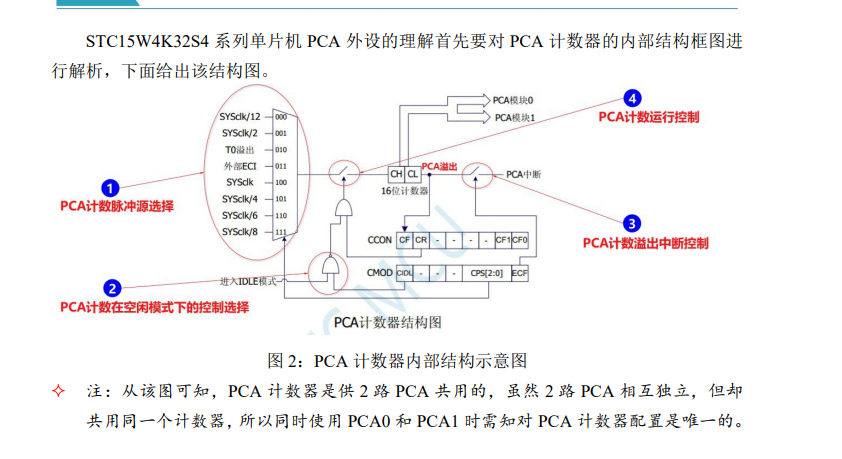 STC15W4K32S4 系列单片机 PCA 外设的理解首先要对 PCA 计数器的内部结构框图进
行解析，下面给出该结构图。
SYSclk/12 000
SYSclk/2 001
T0溢出 010
外部ECI 011
SYSclk 100
SYSclk/4 101
SYSclk/6 110
SYSclk/8 111
1
PCA计数脉冲源选择
PCA模块0
PCA模块1
4
PCA计数运行控制
CH CL
PCA溢出
PCA中断
16位计数器
3
PCA计数溢出中断控制
CCON CF CR - - - - CF1 CF0
CMOD CIDL - - - CPS[2:0] ECF
进入IDLE模式
2
PCA计数在空闲模式下的控制选择
PCA计数器结构图
图 2：PCA 计数器内部结构示意图
注：从该图可知，PCA 计数器是供 2 路 PCA 共用的，虽然 2 路 PCA 相互独立，但却
共用同一个计数器，所以同时使用 PCA0 和 PCA1 时需知对 PCA 计数器配置是唯一的。